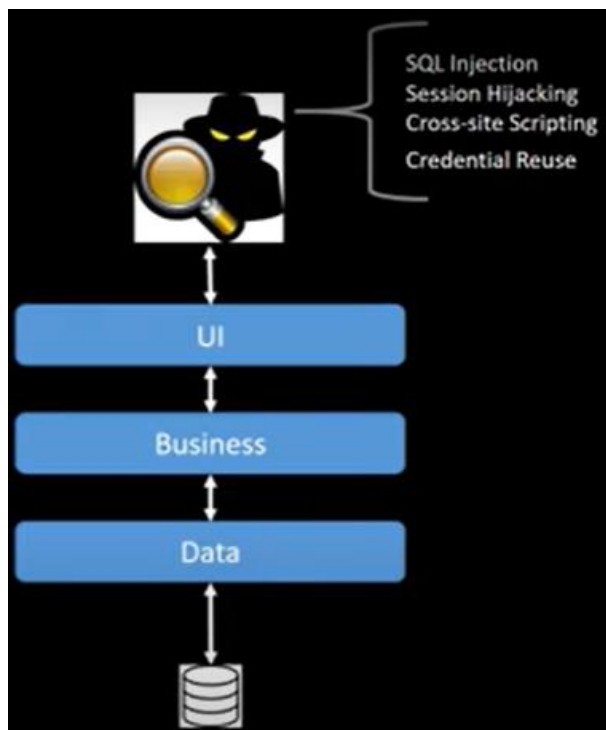 SQL Injection
Session Hijacking
Cross-site Scripting
Credential Reuse
UI
Business
Data